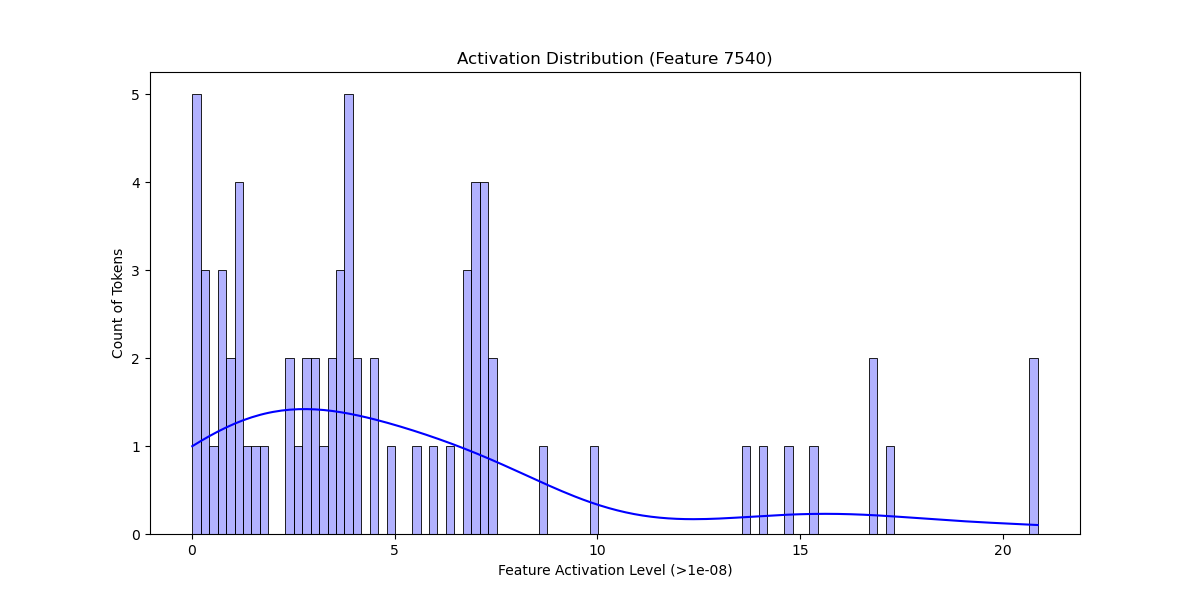 Activation Distribution (Feature 7540)
Count of Tokens
5
4
3
2
1
0
0 5 10 15 20
Feature Activation Level (>1e-08)